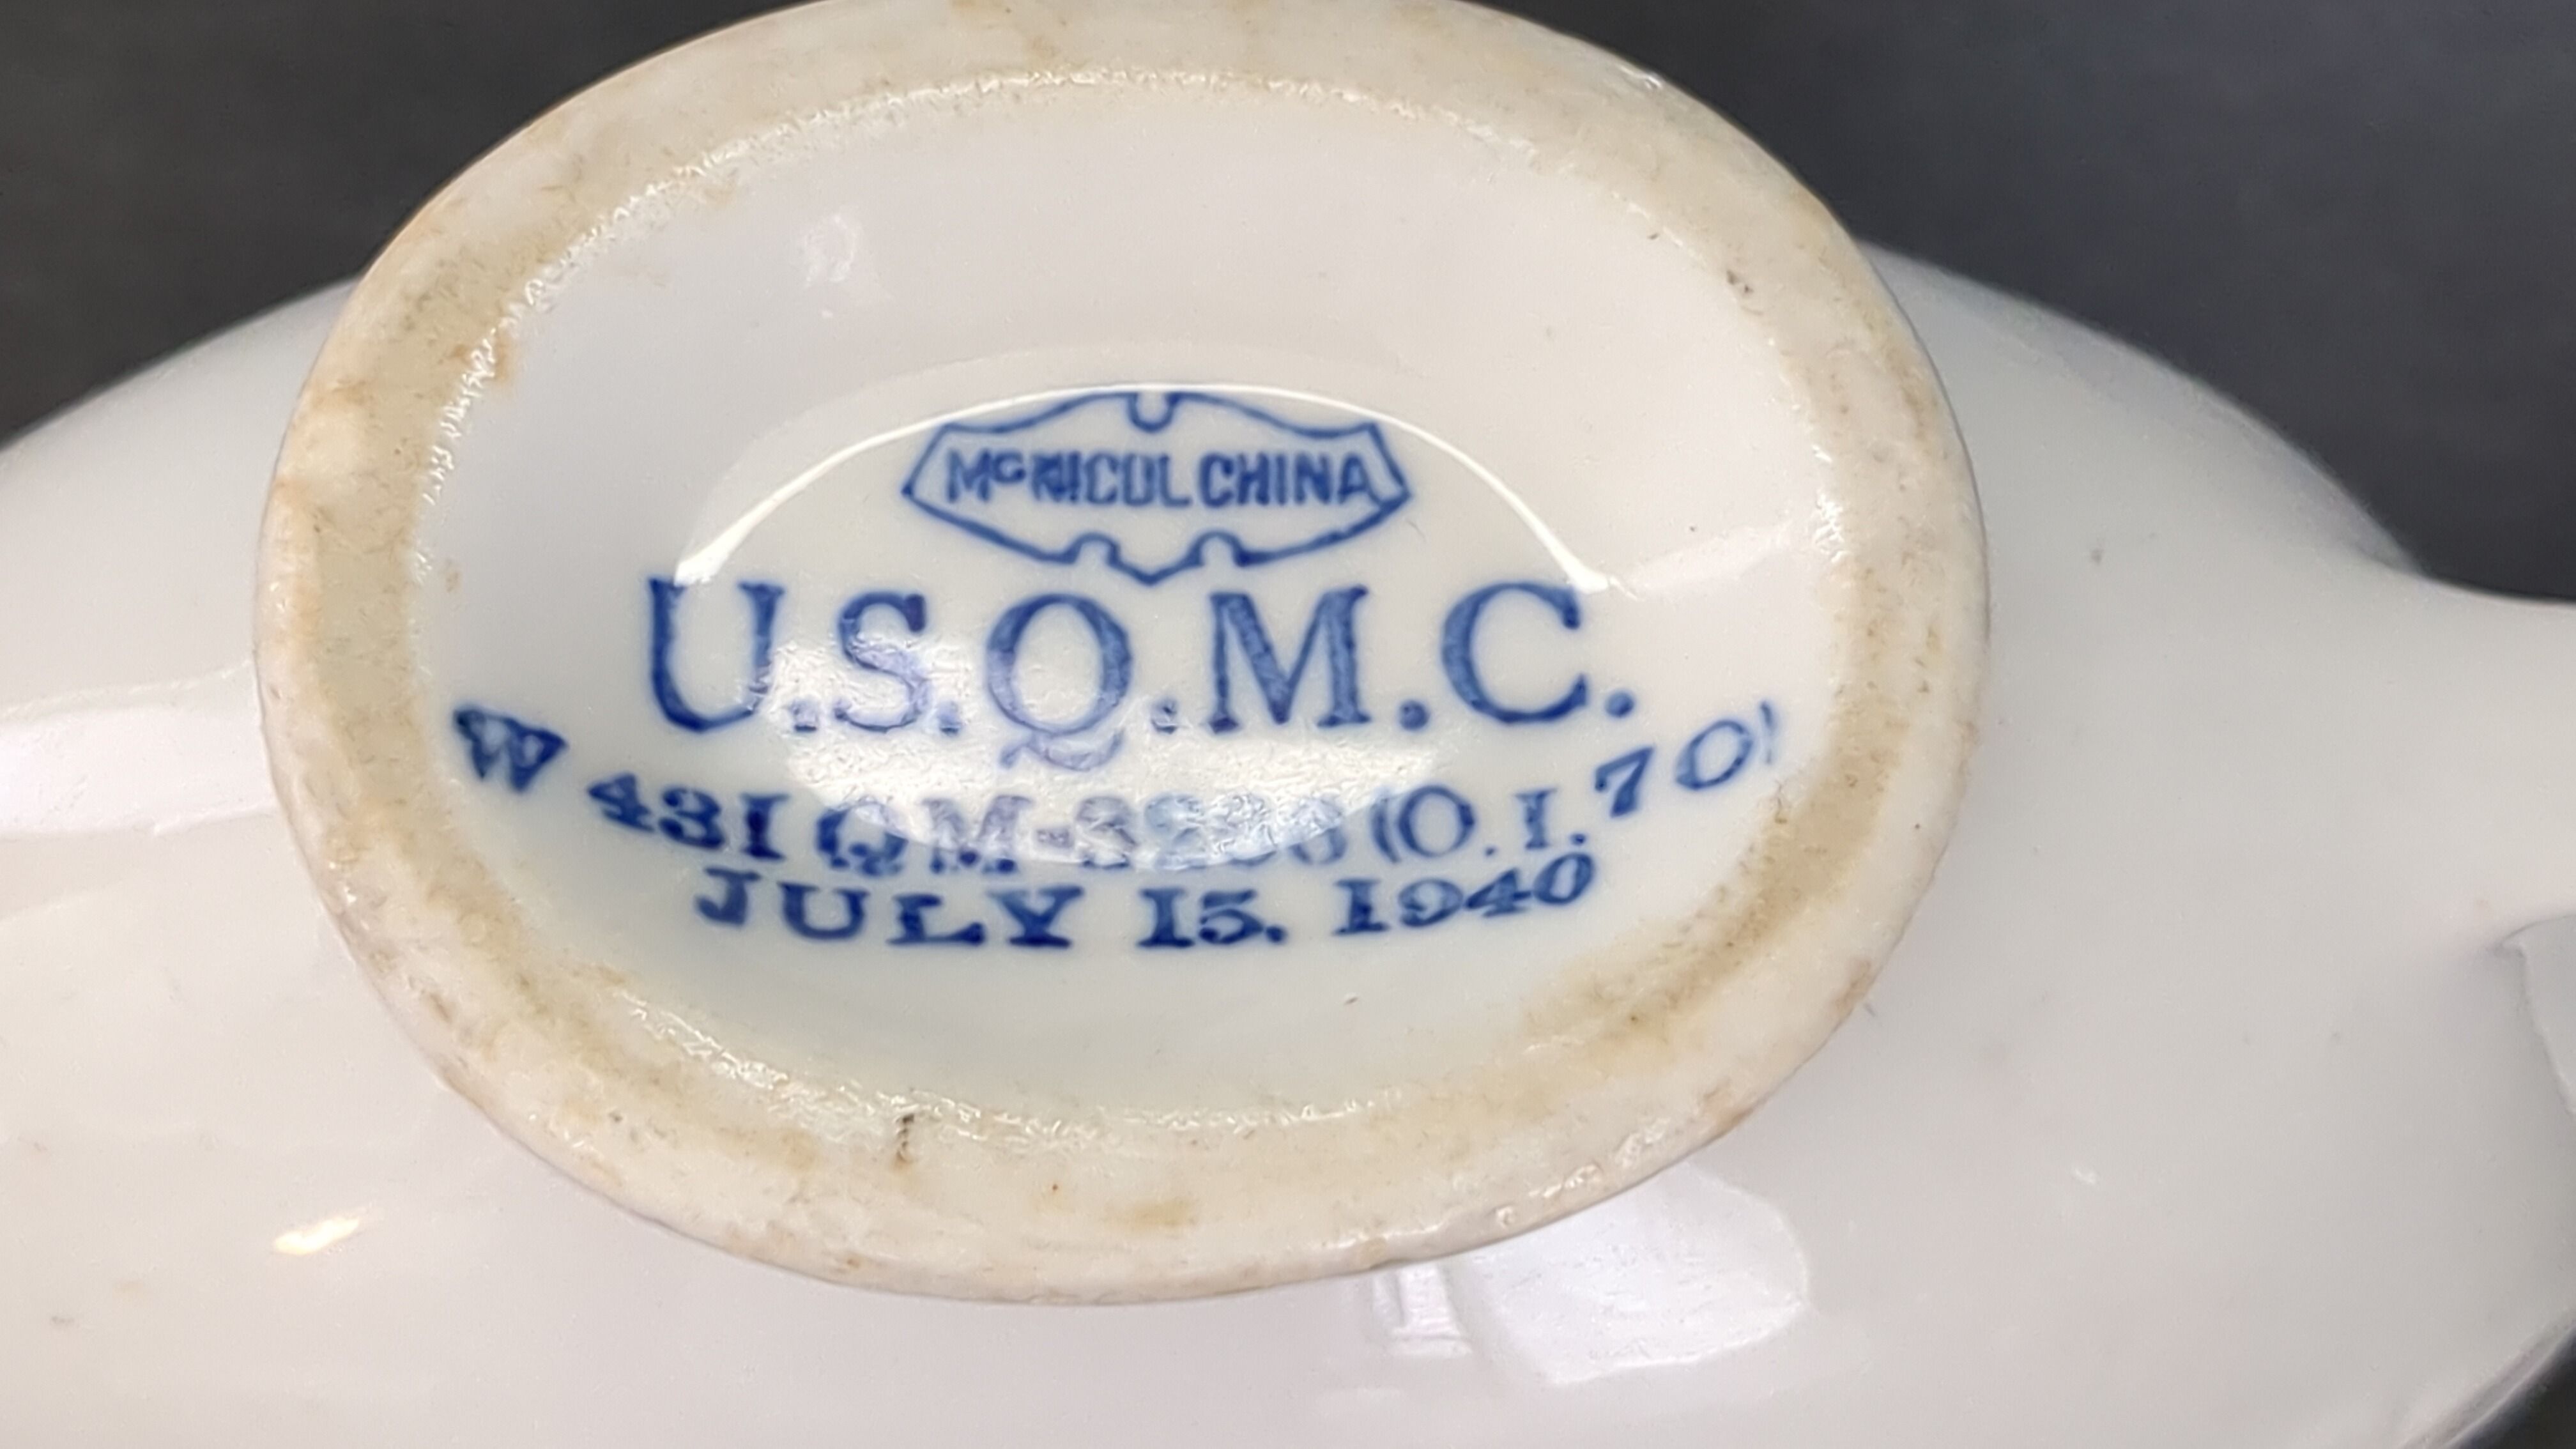 McNICOL CHINA
U.S.Q.M.C.
W 431 QM- (O.I. 70)
JULY 15. 1940